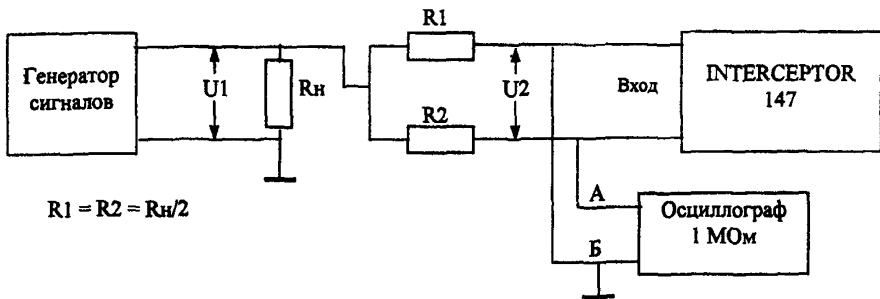 R1
Генератор
сигналов
U1
Rн
U2
Вход
INTERCEPTOR
147
R2
R1 = R2 = Rн/2
А
Осциллограф
1 МОм
Б